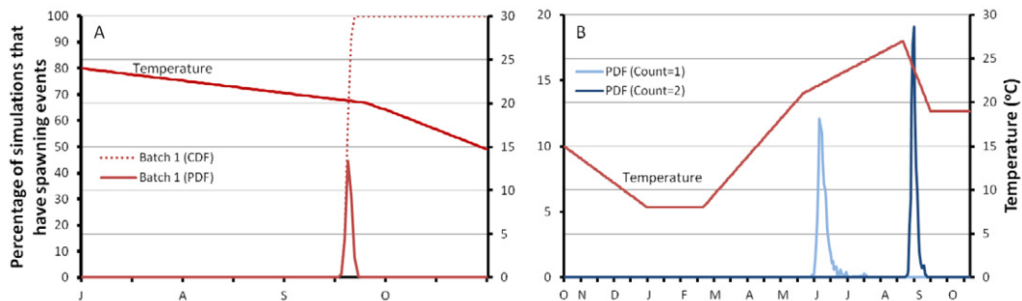 Percentage of simulations that
have spawning events
100
90
80
70
60
50
40
30
20
10
0
A
Temperature
Batch 1 (CDF)
Batch 1 (PDF)
30
25
20
15
10
5
0
J A S O
20
15
10
5
0
B
PDF (Count=1)
PDF (Count=2)
Temperature
30
25
20
15
10
5
0
Temperature (°C)
O N D J F M A M J J A S O